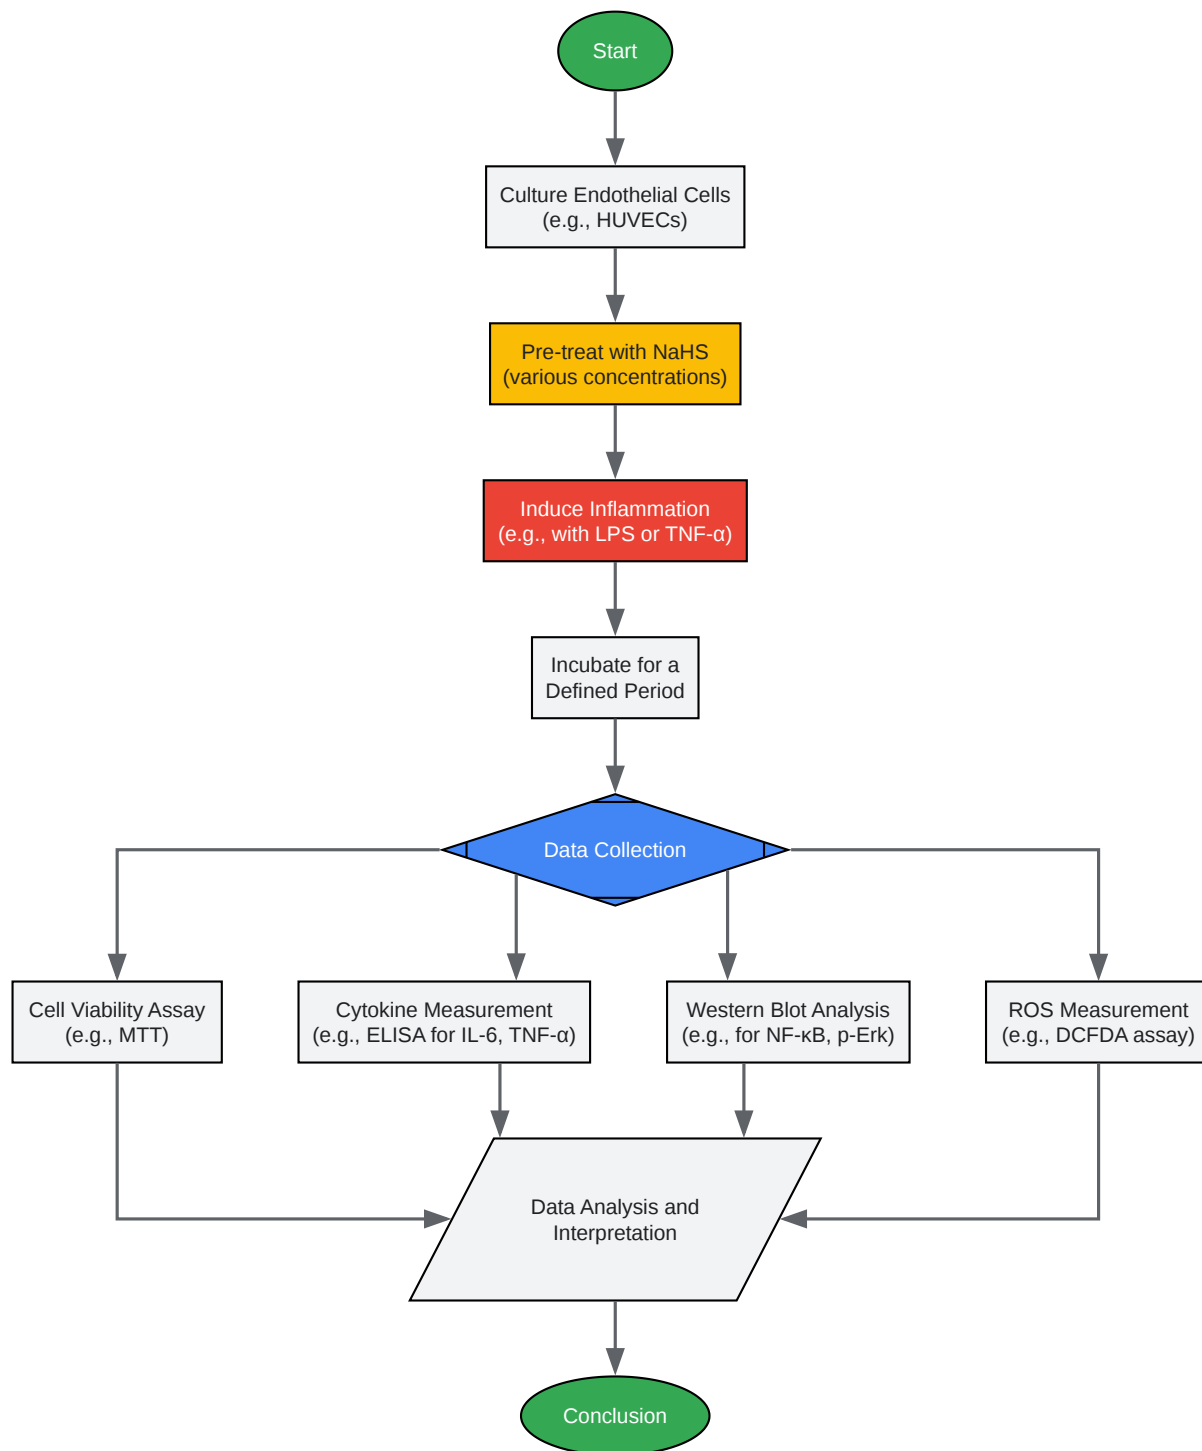 Start
Culture Endothelial Cells
(e.g., HUVECs)
Pre-treat with NaHS
(various concentrations)
Induce Inflammation
(e.g., with LPS or TNF-α)
Incubate for a
Defined Period
Data Collection
Cell Viability Assay
(e.g., MTT)
Cytokine Measurement
(e.g., ELISA for IL-6, TNF-α)
Western Blot Analysis
(e.g., for NF-κB, p-Erk)
ROS Measurement
(e.g., DCFDA assay)
Data Analysis and
Interpretation
Conclusion